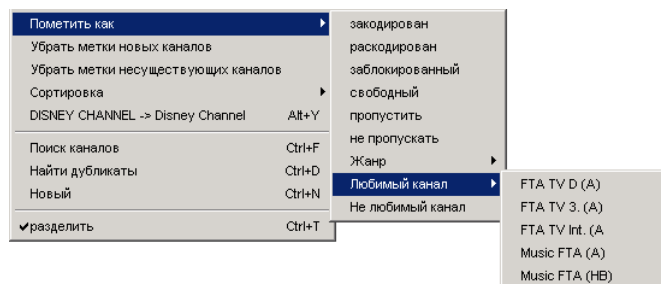 Пометить как
Убрать метки новых каналов
Убрать метки несуществующих каналов
Сортировка
DISNEY CHANNEL -> Disney Channel Alt+Y
Поиск каналов Ctrl+F
Найти дубликаты Ctrl+D
Новый Ctrl+N
✔разделить Ctrl+T
закодирован
раскодирован
заблокированный
свободный
пропустить
не пропускать
Жанр
Любимый канал
Не любимый канал
FTA TV D (A)
FTA TV 3. (A)
FTA TV Int. (A
Music FTA (A)
Music FTA (HB)